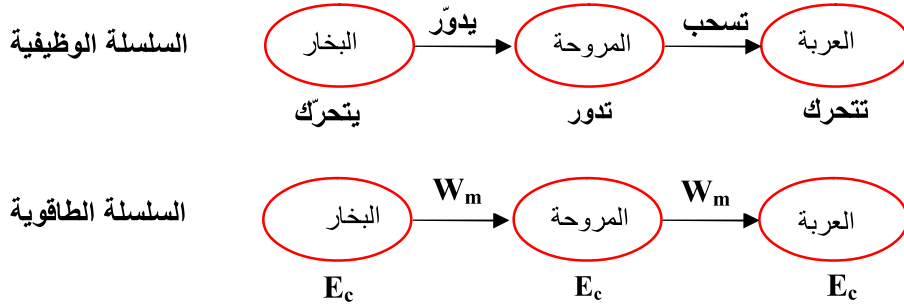 يدوّر تسحب
السلسلة الوظيفية البخار المروحة العربة
يتحرّك تدور تتحرك
Wm Wm
السلسلة الطاقوية البخار المروحة العربة
Ec Ec Ec